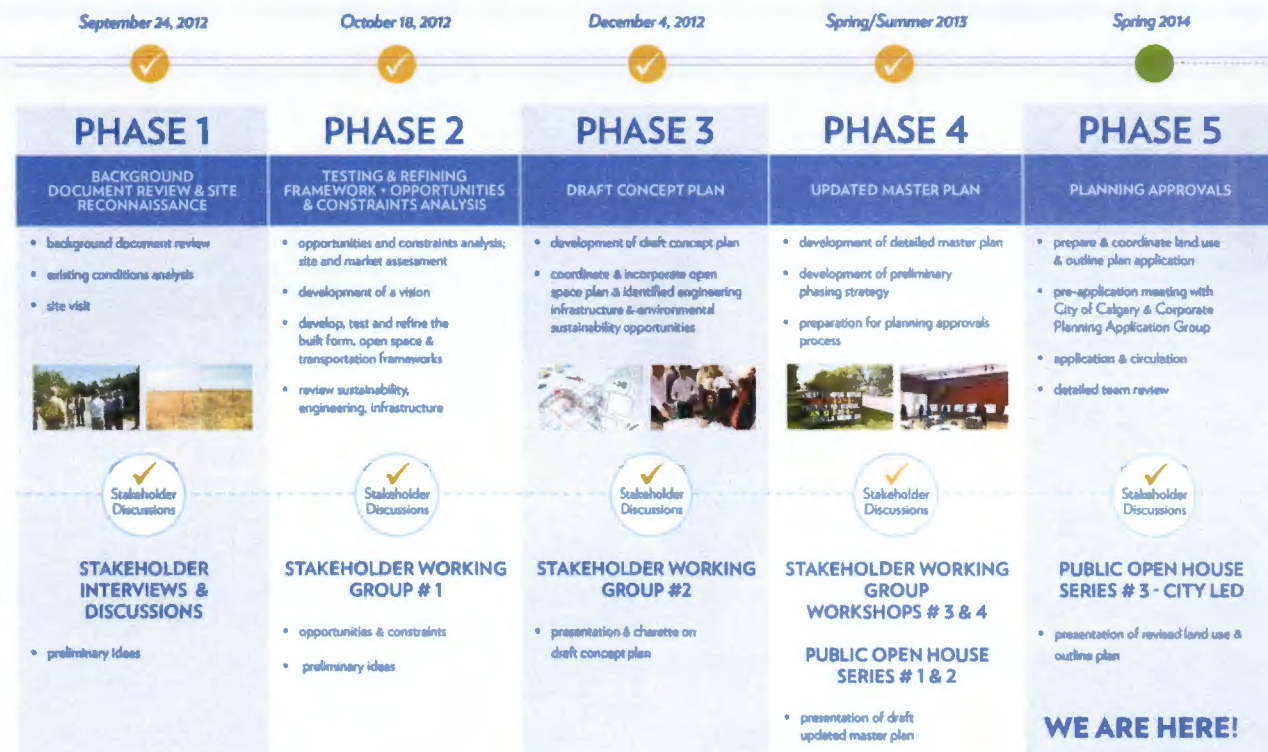 September 24, 2012
October 18, 2012
December 4, 2012
Spring/Summer 2013
Spring 2014
PHASE 1
BACKGROUND
DOCUMENT REVIEW & SITE
RECONNAISSANCE
• background document review
• existing conditions analysis
• site visit
Stakeholder
Discussions
STAKEHOLDER
INTERVIEWS &
DISCUSSIONS
• preliminary ideas
PHASE 2
TESTING & REFINING
FRAMEWORK • OPPORTUNITIES
& CONSTRAINTS ANALYSIS
• opportunities and constraints analysis;
site and market assessment
• development of a vision
• develop, test and refine the
built form, open space &
transportation frameworks
• review sustainability,
engineering, infrastructure
Stakeholder
Discussions
STAKEHOLDER WORKING
GROUP # 1
• opportunities & constraints
• preliminary ideas
PHASE 3
DRAFT CONCEPT PLAN
• development of draft concept plan
• coordinate & incorporate open
space plan & identified engineering
infrastructure & environmental
sustainability opportunities
Stakeholder
Discussions
STAKEHOLDER WORKING
GROUP #2
• presentation & charette on
draft concept plan
PHASE 4
UPDATED MASTER PLAN
• development of detailed master plan
• development of preliminary
phasing strategy
• preparation for planning approvals
process
Stakeholder
Discussions
STAKEHOLDER WORKING
GROUP
WORKSHOPS # 3 & 4
PUBLIC OPEN HOUSE
SERIES # 1 & 2
• presentation of draft
updated master plan
PHASE 5
PLANNING APPROVALS
• prepare & coordinate land use
& outline plan application
• pre-application meeting with
City of Calgary & Corporate
Planning Application Group
• application & circulation
• detailed team review
Stakeholder
Discussions
PUBLIC OPEN HOUSE
SERIES # 3 - CITY LED
• presentation of revised land use &
outline plan
WE ARE HERE!